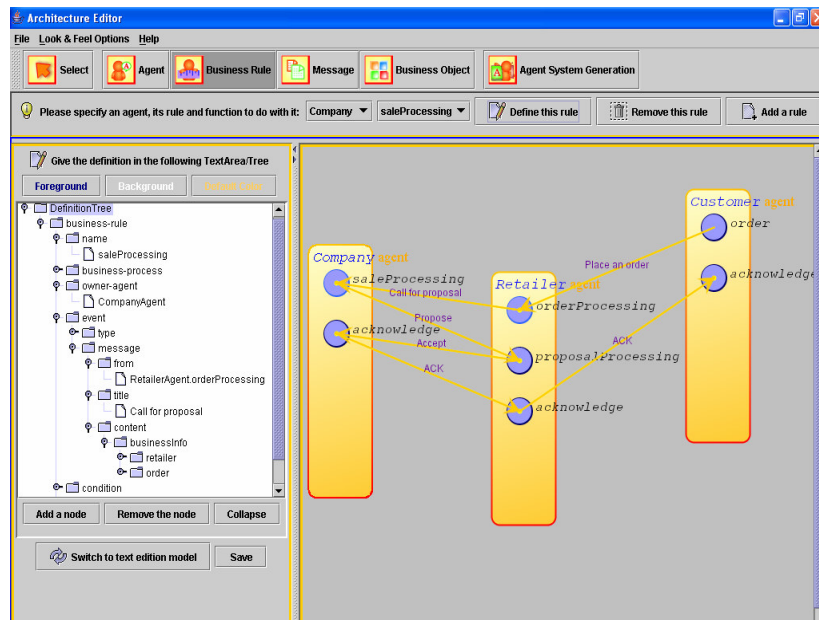 Architecture Editor
File Look & Feel Options Help
Select Agent Business Rule Message Business Object Agent System Generation
Please specify an agent, its rule and function to do with it: Company saleProcessing Define this rule Remove this rule Add a rule
Give the definition in the following TextArea/Tree
Foreground Background Default Color
DefinitionTree
business-rule
name
saleProcessing
business-process
owner-agent
CompanyAgent
event
type
message
from
RetailerAgent.orderProcessing
title
Call for proposal
content
businessInfo
retailer
order
condition
Add a node Remove the node Collapse
Switch to text edition model Save
Customer agent
order
acknowledge
Place an order
Company agent
saleProcessing
Call for proposal
Propose
acknowledge
Accept
ACK
Retailer agent
orderProcessing
proposalProcessing
ACK
acknowledge